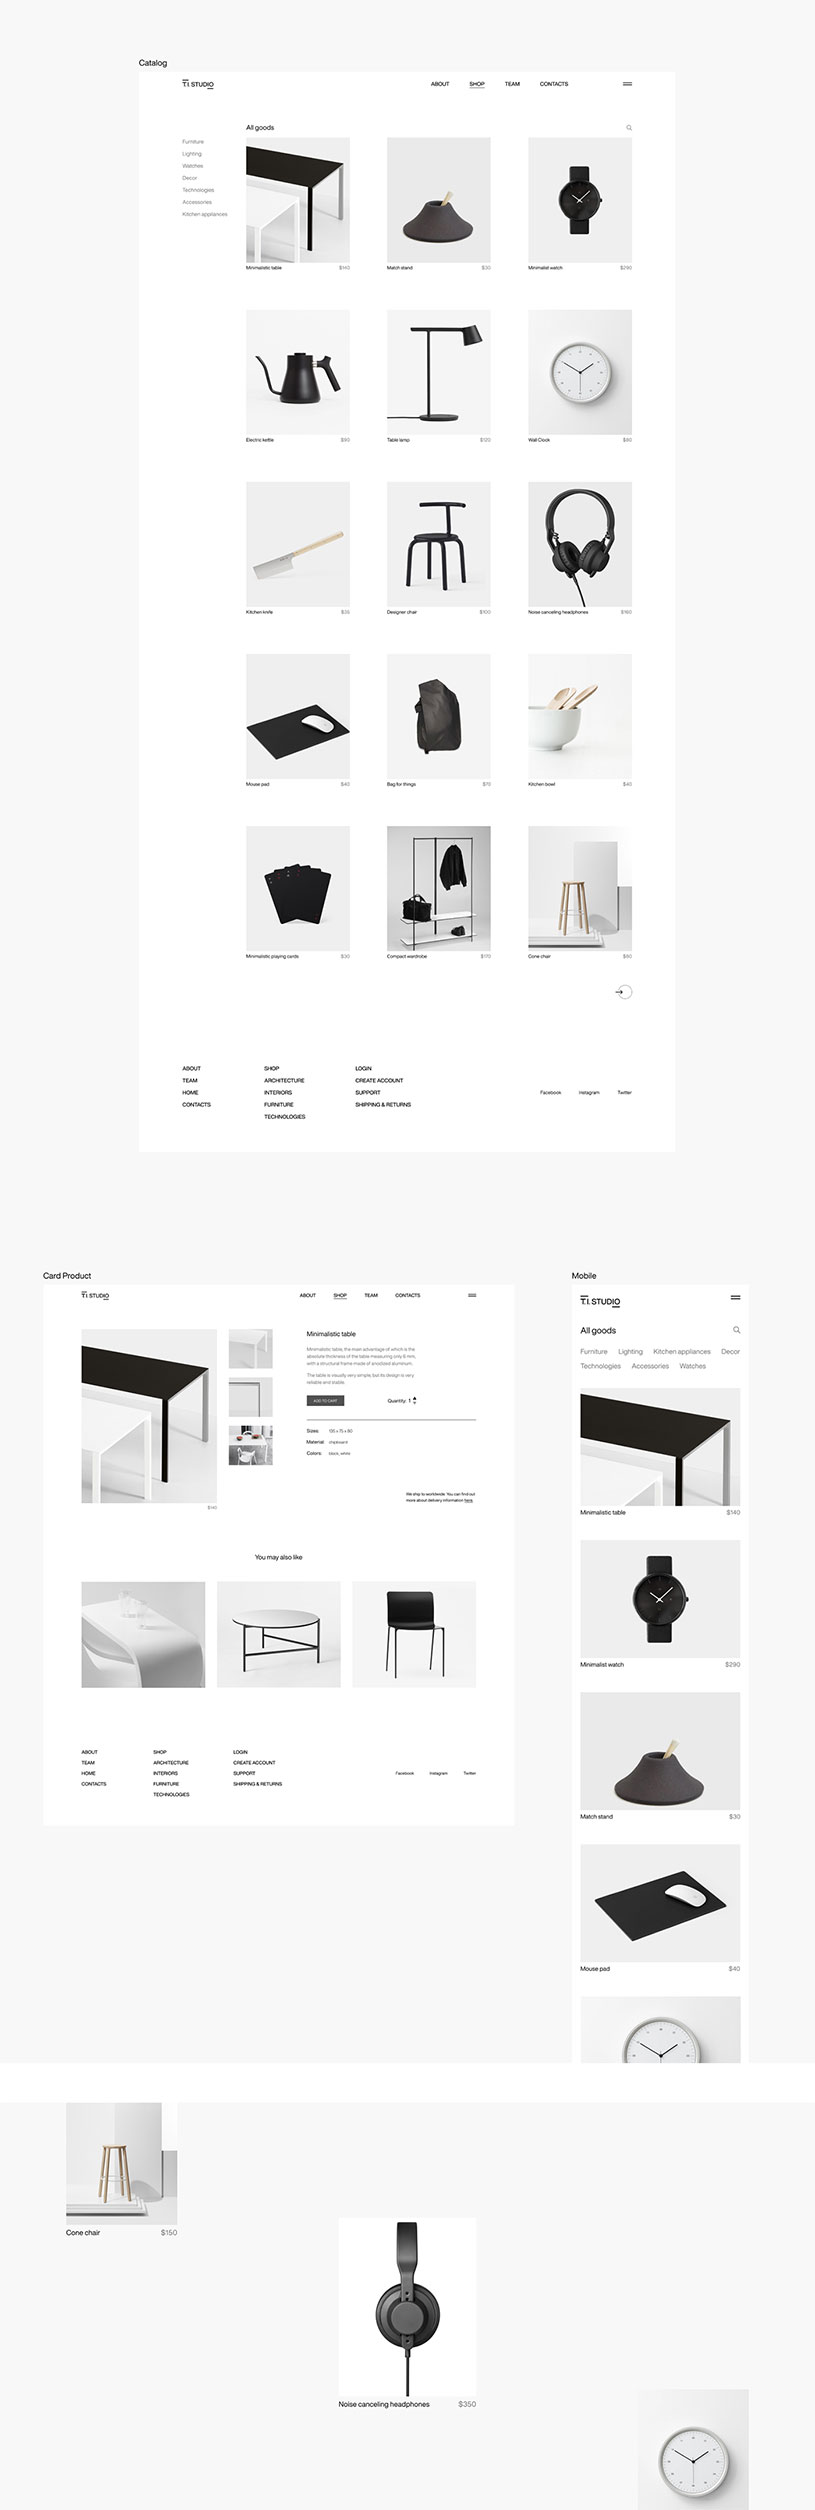 Catalog
T.I. STUDIO
ABOUT SHOP TEAM CONTACTS
All goods
Furniture
Lighting
Watches
Decor
Technologies
Accessories
Kitchen appliances
Minimalistic table $140
Match stand $30
Minimalist watch $290
Electric kettle
Table lamp $120
Wall Clock
Kitchen knife
Designer chair $100
Noise canceling headphones
Mouse pad $40
Bag for things $70
Kitchen bowl $40
Minimalistic playing cards $30
Compact wardrobe $170
Cone chair
ABOUT
TEAM
HOME
CONTACTS
SHOP
ARCHITECTURE
INTERIORS
FURNITURE
TECHNOLOGIES
LOGIN
CREATE ACCOUNT
SUPPORT
SHIPPING & RETURNS
Facebook Instagram Twitter
Card Product
T.I. STUDIO
ABOUT SHOP TEAM CONTACTS
Minimalistic table
Minimalistic table, the main advantage of which is the
absolute thickness of the table measuring only 6 mm,
with a structural frame made of anodized aluminum.
The table is visually very simple, but its design is very
reliable and stable.
ADD TO CART
Quantity: 1
Sizes: 135 x 75 x 80
Material: chipboard
Colors: black, white
$140
We ship to worldwide. You can find out
more about delivery information here.
You may also like
ABOUT
TEAM
HOME
CONTACTS
SHOP
ARCHITECTURE
INTERIORS
FURNITURE
TECHNOLOGIES
LOGIN
CREATE ACCOUNT
SUPPORT
SHIPPING & RETURNS
Facebook Instagram Twitter
Mobile
T.I. STUDIO
All goods
Furniture Lighting Kitchen appliances Decor
Technologies Accessories Watches
Minimalistic table $140
Minimalist watch $290
Match stand $30
Mouse pad $40
Cone chair $150
Noise canceling headphones $350